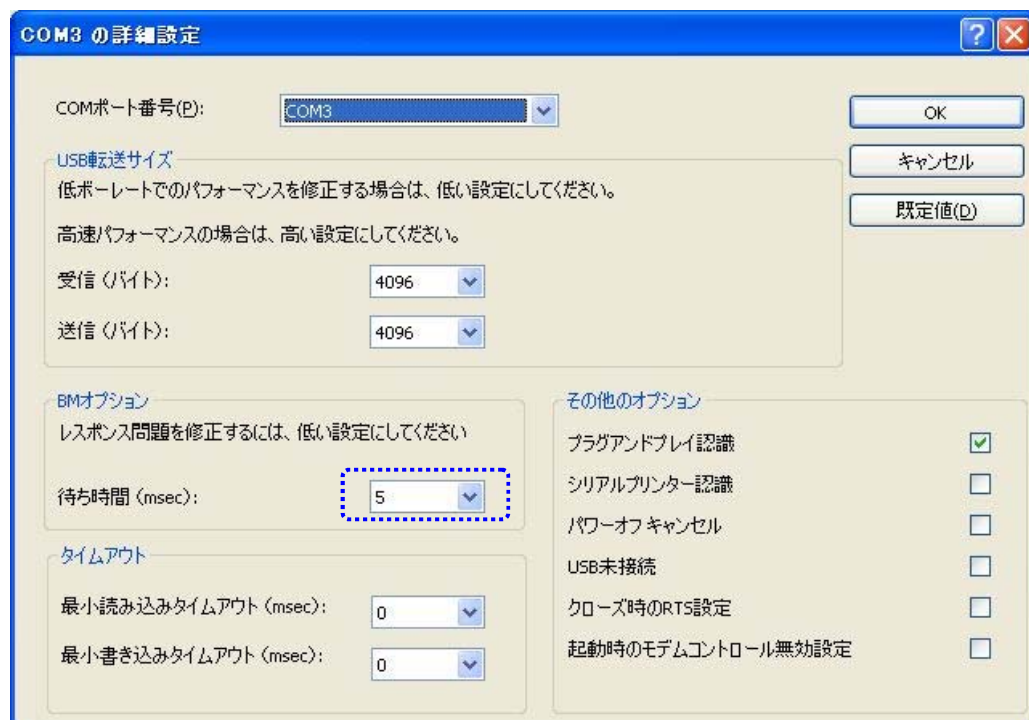 COM3 の詳細設定
COMポート番号(P):
COM3
OK
キャンセル
既定値(D)
USB転送サイズ
低ボーレートでのパフォーマンスを修正する場合は、低い設定にしてください。
高速パフォーマンスの場合は、高い設定にしてください。
受信 (バイト):
4096
送信 (バイト):
4096
BMオプション
レスポンス問題を修正するには、低い設定にしてください
待ち時間 (msec):
5
タイムアウト
最小読み込みタイムアウト (msec):
0
最小書き込みタイムアウト (msec):
0
その他のオプション
プラグアンドプレイ認識
シリアルプリンター認識
パワーオフ キャンセル
USB未接続
クローズ時のRTS設定
起動時のモデムコントロール無効設定